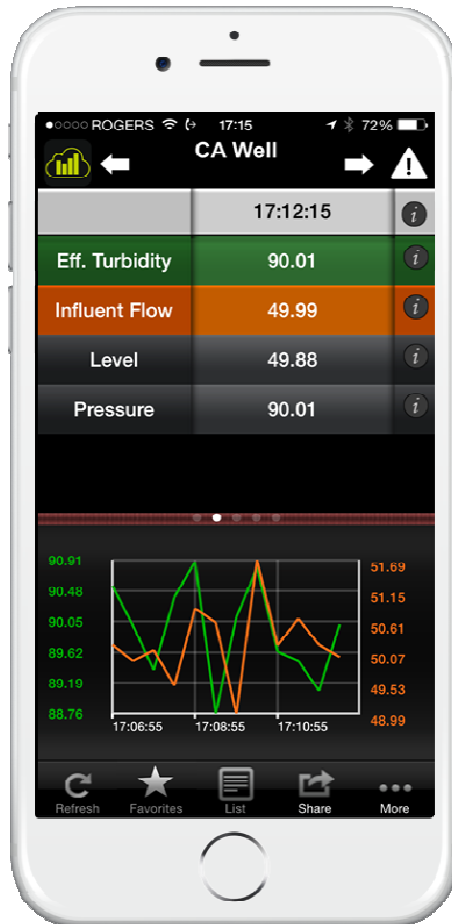 ROGERS 17:15 72%
CA Well
17:12:15 i
Eff. Turbidity 90.01 i
Influent Flow 49.99 i
Level 49.88 i
Pressure 90.01 i
90.91 51.69
90.48 51.15
90.05 50.61
89.62 50.07
89.19 49.53
88.76 48.99
17:06:55 17:08:55 17:10:55
Refresh Favorites List Share More